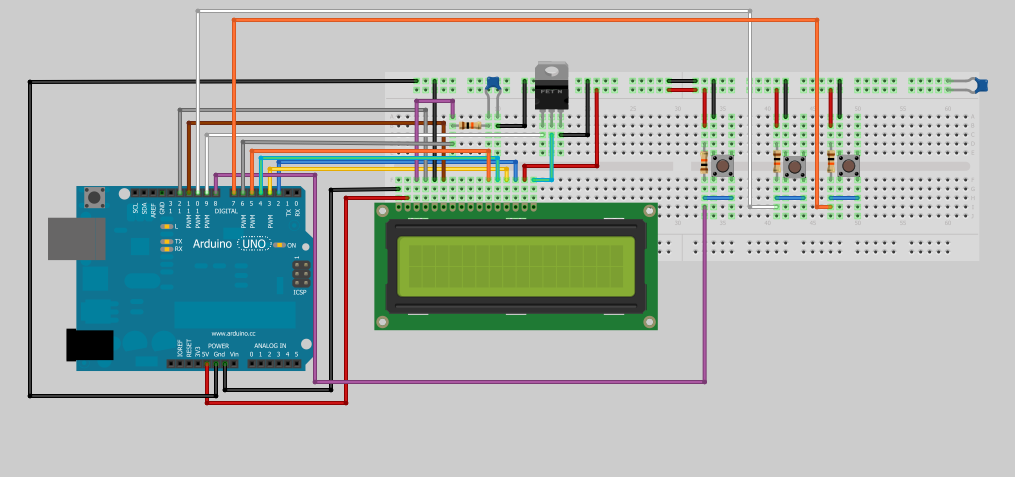 SCL
SDA
AREF
GND
13
12
PWM 11
PWM 10
PWM 9
8
7
PWM 6
PWM 5
4
PWM 3
2
TX 1
RX 0
DIGITAL
L
TX
RX
Arduino UNO
ON
1
ICSP
www.arduino.cc
POWER
ANALOG IN
IOREF
RESET
3V3
5V Gnd Vin
0 1 2 3 4 5
FET N
25
30
35
40
45
50
55
60